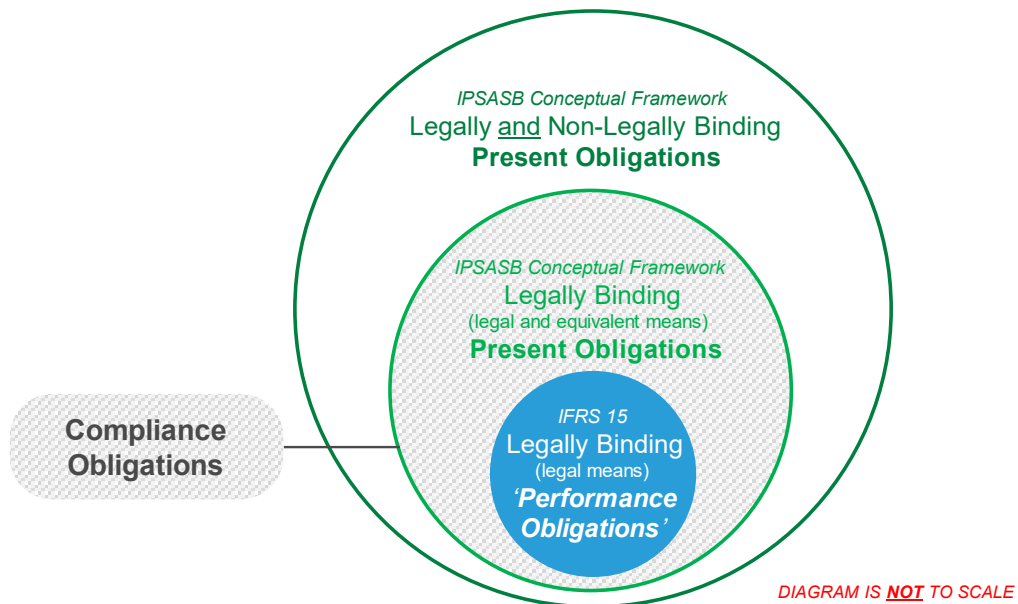 IPSASB Conceptual Framework
Legally and Non-Legally Binding
Present Obligations
IPSASB Conceptual Framework
Legally Binding
(legal and equivalent means)
Present Obligations
Compliance
Obligations
IFRS 15
Legally Binding
(legal means)
‘Performance
Obligations’
DIAGRAM IS NOT TO SCALE